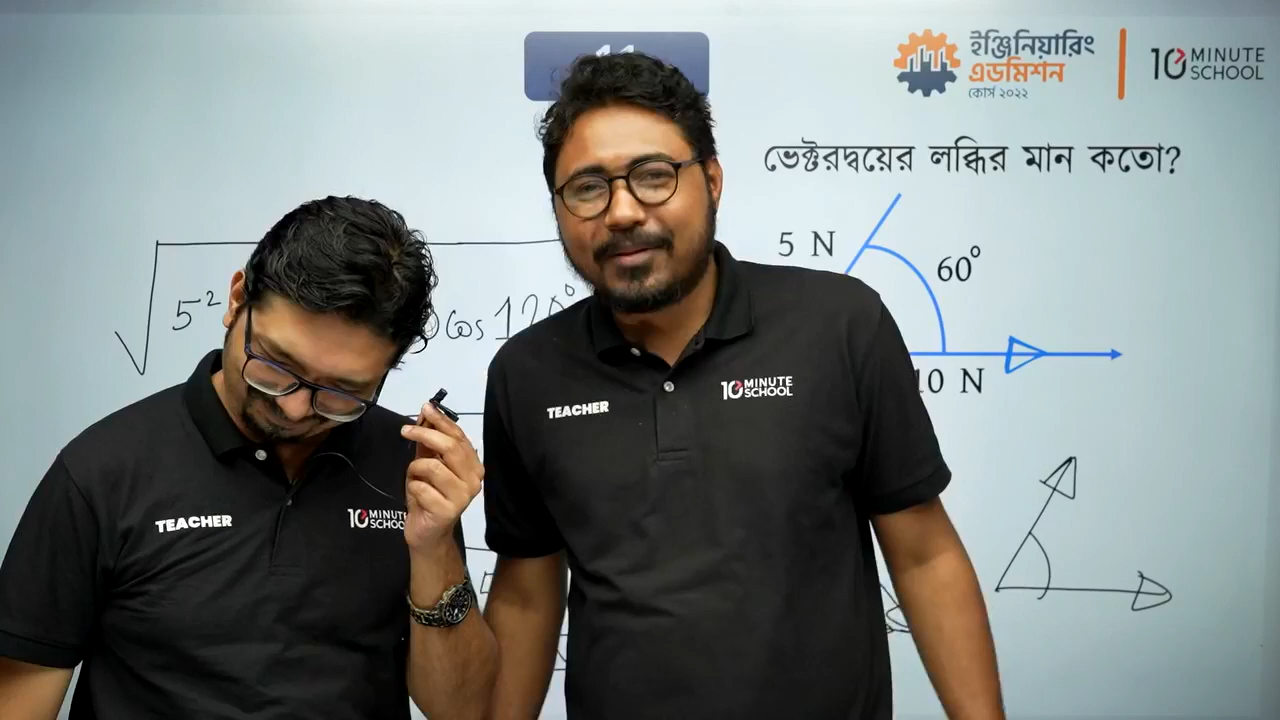 ইঞ্জিনিয়ারিং
এডমিশন
কোর্স ২০২২
10 MINUTE
SCHOOL
ভেক্টরদ্বয়ের লব্ধির মান কতো?
5 N
60°
10 N
5² cos 120°
TEACHER
10 MINUTE
SCHOOL
TEACHER
10 MINUTE
SCHOOL